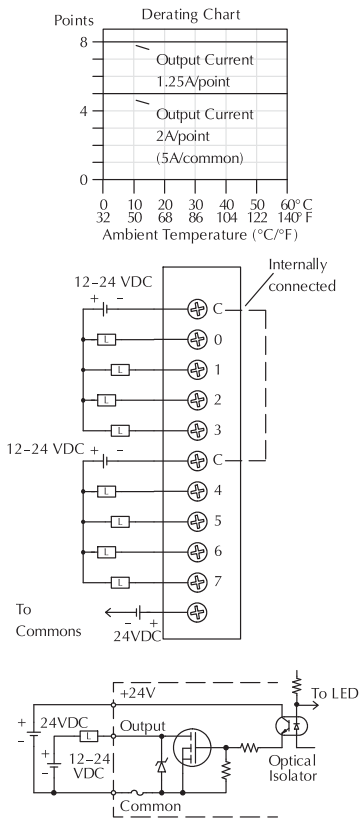 Derating Chart
Points
8
Output Current
1.25A/point
4
Output Current
2A/point
(5A/common)
0
0 10 20 30 40 50 60°C
32 50 68 86 104 122 140°F
Ambient Temperature (°C/°F)
Internally
connected
12–24 VDC
+ –
C
L 0
L 1
L 2
L 3
12–24 VDC + –
C
L 4
L 5
L 6
L 7
To
Commons
– +
24VDC
+24V
To LED
+ 24VDC
–
L
Output
+ 12–24
– VDC
Optical
Isolator
Common